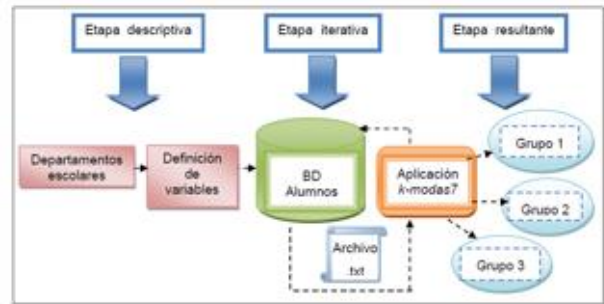 Etapa descriptiva
Etapa iterativa
Etapa resultante
Departamentos
escolares
Definición
de
variables
BD
Alumnos
Aplicación
k-modas7
Archivo
.txt
Grupo 1
Grupo 2
Grupo 3